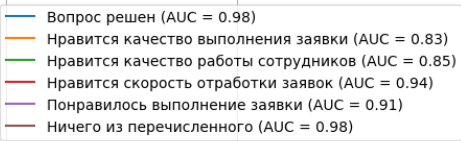 Вопрос решен (AUC = 0.98)
Нравится качество выполнения заявки (AUC = 0.83)
Нравится качество работы сотрудников (AUC = 0.85)
Нравится скорость отработки заявок (AUC = 0.94)
Понравилось выполнение заявки (AUC = 0.91)
Ничего из перечисленного (AUC = 0.98)